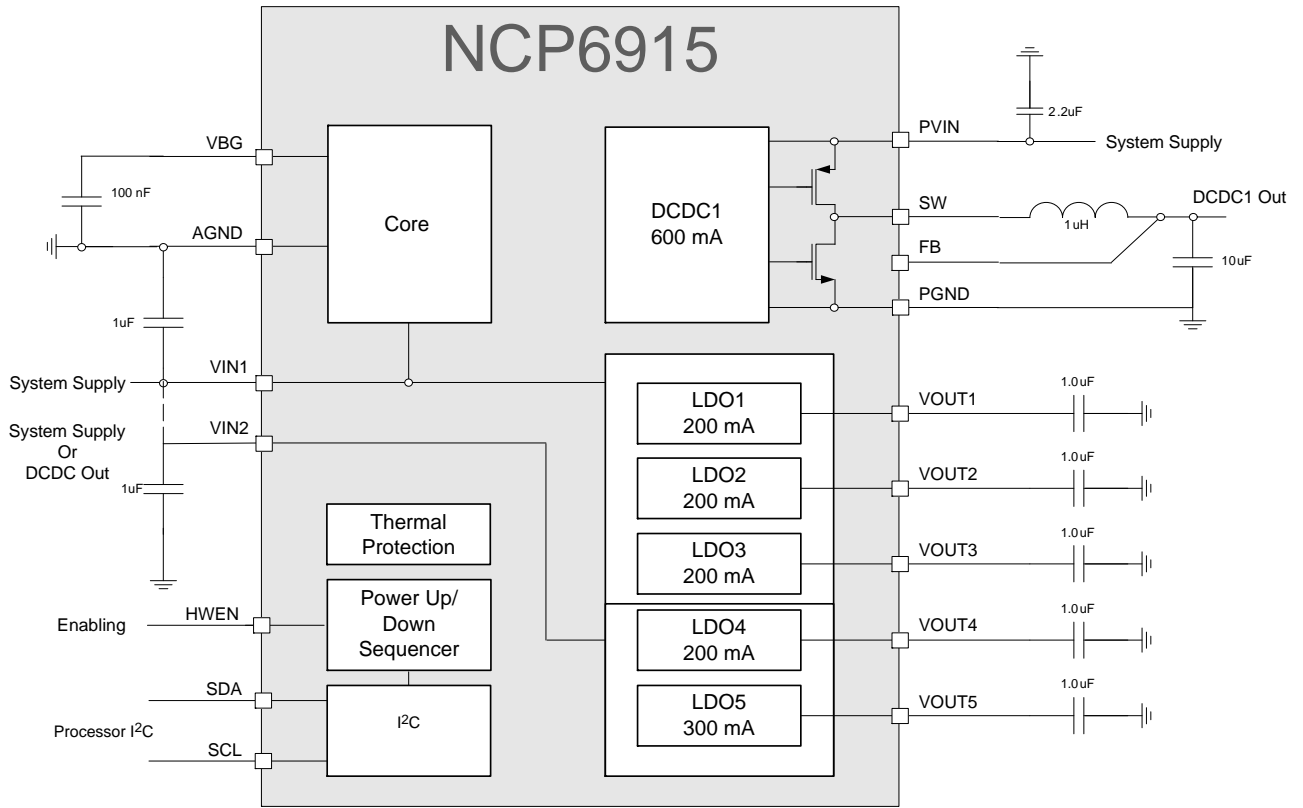 NCP6915
VBG
100 nF
AGND
1uF
System Supply
VIN1
System Supply
Or
DCDC Out
VIN2
1uF
Enabling
HWEN
SDA
Processor I²C
SCL
Core
Thermal
Protection
Power Up/
Down
Sequencer
I²C
DCDC1
600 mA
LDO1
200 mA
LDO2
200 mA
LDO3
200 mA
LDO4
200 mA
LDO5
300 mA
PVIN
2.2uF
System Supply
SW
1uH
DCDC1 Out
FB
10uF
PGND
VOUT1
1.0uF
VOUT2
1.0uF
VOUT3
1.0uF
VOUT4
1.0uF
VOUT5
1.0uF